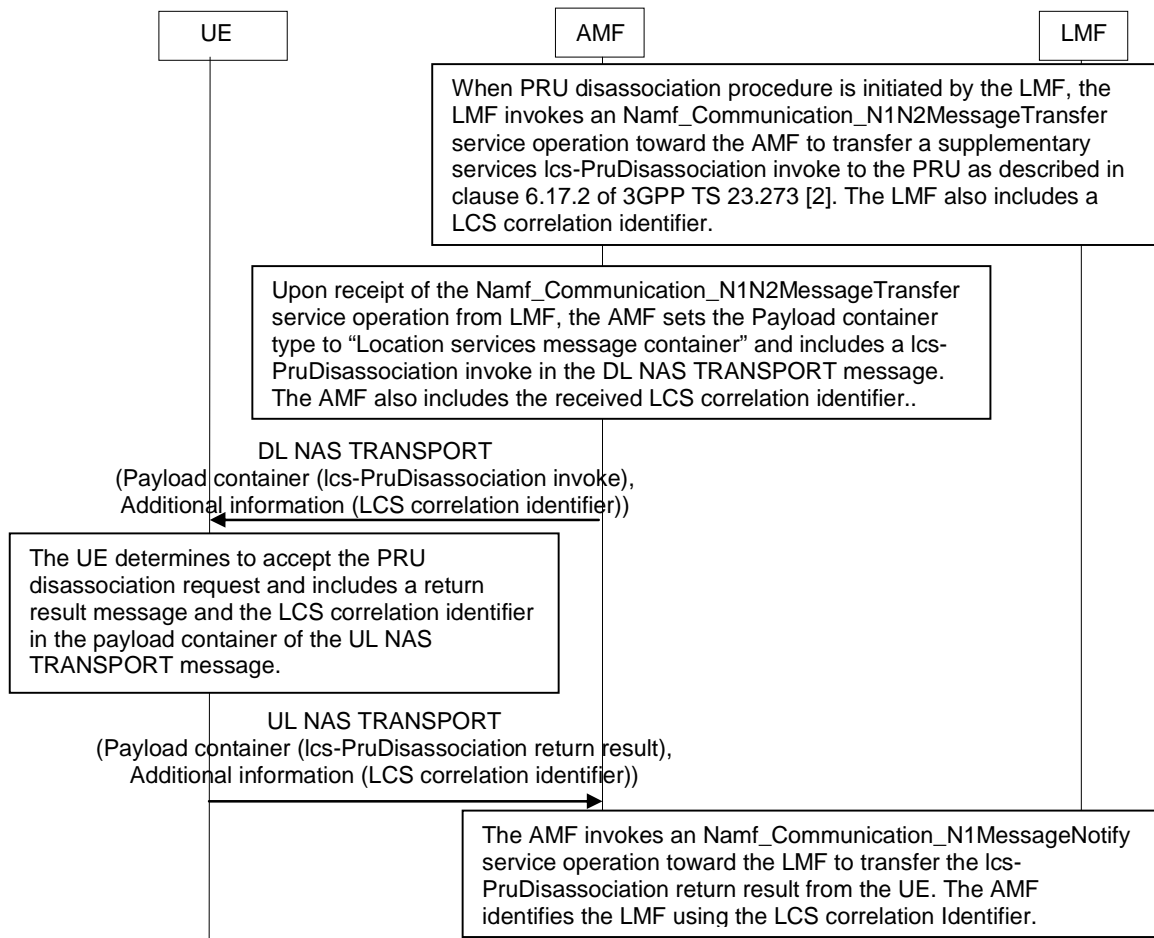 UE
AMF
LMF
When PRU disassociation procedure is initiated by the LMF, the
LMF invokes an Namf_Communication_N1N2MessageTransfer
service operation toward the AMF to transfer a supplementary
services lcs-PruDisassociation invoke to the PRU as described in
clause 6.17.2 of 3GPP TS 23.273 [2]. The LMF also includes a
LCS correlation identifier.
Upon receipt of the Namf_Communication_N1N2MessageTransfer
service operation from LMF, the AMF sets the Payload container
type to “Location services message container” and includes a lcs-
PruDisassociation invoke in the DL NAS TRANSPORT message.
The AMF also includes the received LCS correlation identifier..
DL NAS TRANSPORT
(Payload container (lcs-PruDisassociation invoke),
Additional information (LCS correlation identifier))
The UE determines to accept the PRU
disassociation request and includes a return
result message and the LCS correlation identifier
in the payload container of the UL NAS
TRANSPORT message.
UL NAS TRANSPORT
(Payload container (lcs-PruDisassociation return result),
Additional information (LCS correlation identifier))
The AMF invokes an Namf_Communication_N1MessageNotify
service operation toward the LMF to transfer the lcs-
PruDisassociation return result from the UE. The AMF
identifies the LMF using the LCS correlation Identifier.